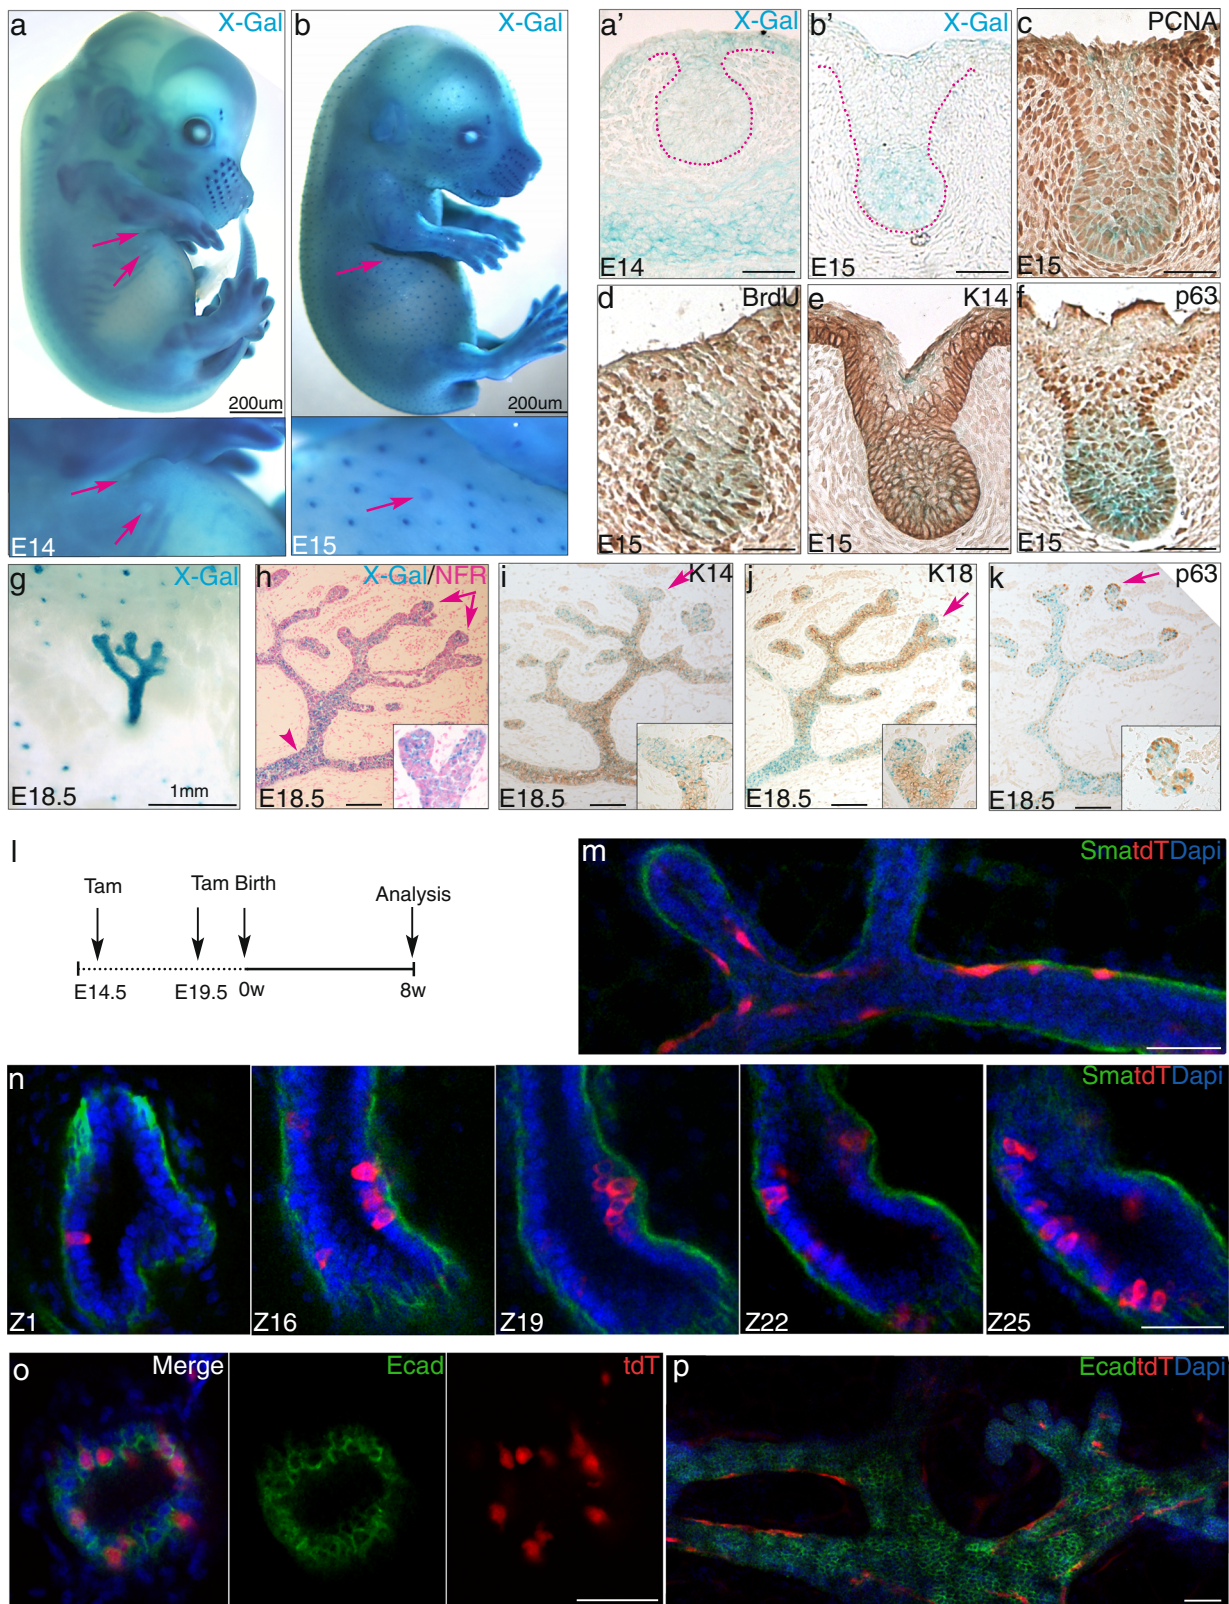 a X-Gal
200um
E14
b X-Gal
200um
E15
a’ X-Gal
E14
b’ X-Gal
E15
c PCNA
E15
d BrdU
E15
e K14
E15
f p63
E15
g X-Gal
E18.5 1mm
h X-Gal/NFR
E18.5
i K14
E18.5
j K18
E18.5
k p63
E18.5
l
Tam Tam Birth Analysis
E14.5 E19.5 0w 8w
m SmatdTDapi
n SmatdTDapi
Z1 Z16 Z19 Z22 Z25
o Merge Ecad tdT
p EcadtdTDapi